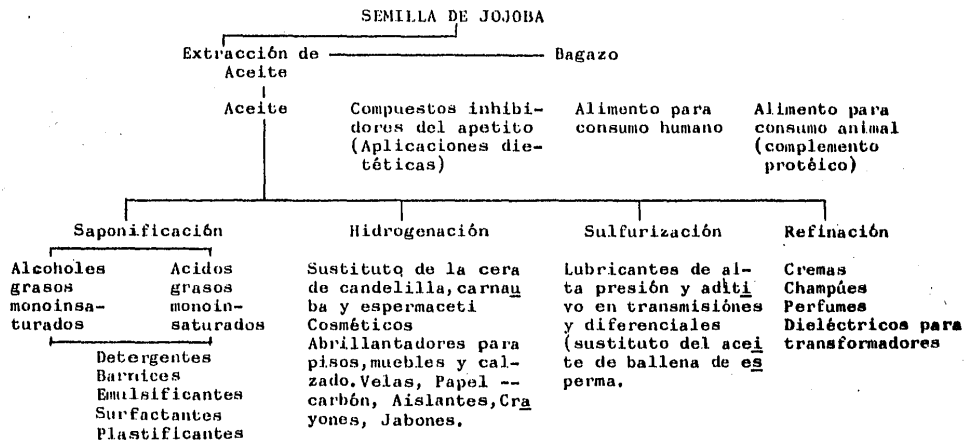 SEMILLA DE JOJOBA
Extracción de Aceite
Bagazo
Aceite
Compuestos inhibi-
dores del apetito
(Aplicaciones die-
téticas)
Alimento para
consumo humano
Alimento para
consumo animal
(complemento
protéico)
Saponificación
Alcoholes
grasos
monoinsa-
turados
Acidos
grasos
monoin-
saturados
Detergentes
Barnices
Emulsificantes
Surfactantes
Plastificantes
Hidrogenación
Sustituto de la cera
de candelilla, carnau
ba y espermaceti
Cosméticos
Abrillantadores para
pisos, muebles y cal-
zado. Velas, Papel --
carbón, Aislantes, Cra
yones, Jabones.
Sulfurización
Lubricantes de al-
ta presión y aditi
vo en transmisiónes
y diferenciales
(sustituto del acei
te de ballena de es
perma.
Refinación
Cremas
Champúes
Perfumes
Dieléctricos para
transformadores